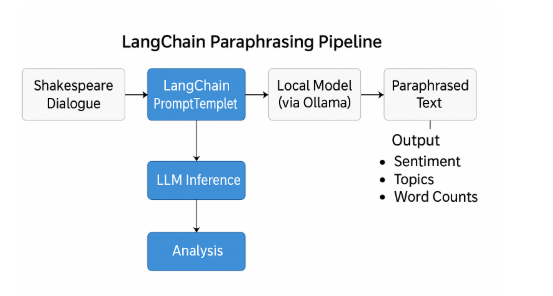 LangChain Paraphrasing Pipeline
Shakespeare
Dialogue
LangChain
PromptTemplet
Local Model
(via Ollama)
Paraphrased
Text
Output
• Sentiment
• Topics
• Word Counts
LLM Inference
Analysis